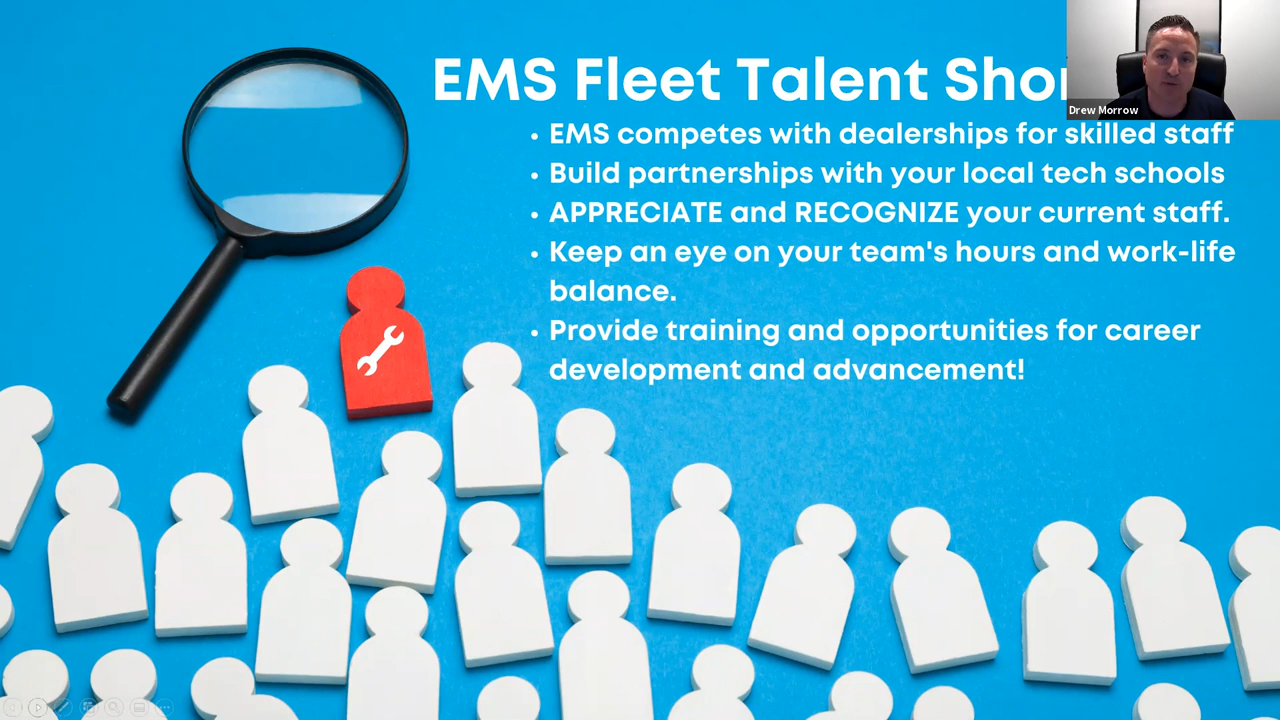 EMS Fleet Talent
Drew Morrow
• EMS competes with dealerships for skilled staff
• Build partnerships with your local tech schools
• APPRECIATE and RECOGNIZE your current staff.
• Keep an eye on your team's hours and work-life
balance.
• Provide training and opportunities for career
development and advancement!